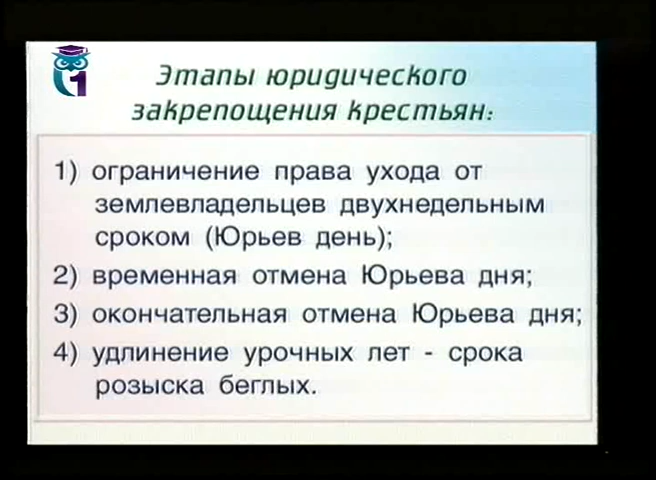 1
Этапы юридического
закрепощения крестьян:
1) ограничение права ухода от
землевладельцев двухнедельным
сроком (Юрьев день);
2) временная отмена Юрьева дня;
3) окончательная отмена Юрьева дня;
4) удлинение урочных лет - срока
розыска беглых.